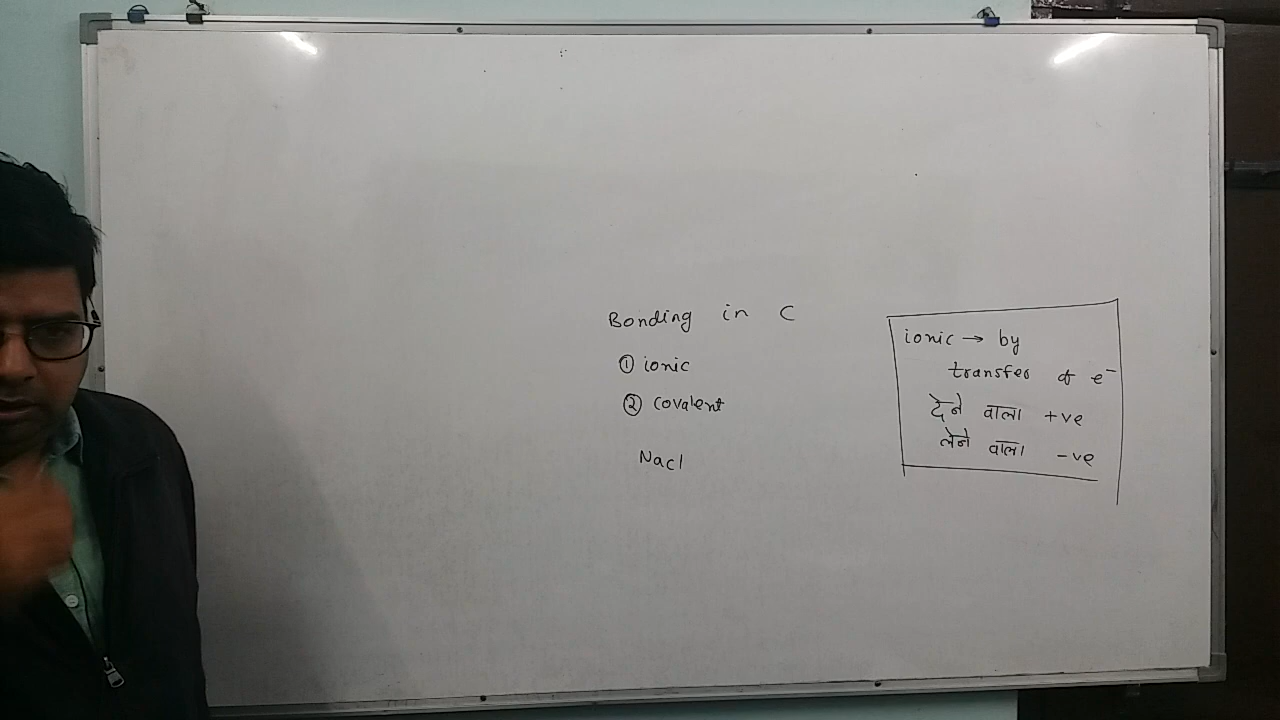 Bonding in C
① ionic
② covalent
Nacl
ionic → by
transfer of e⁻
देने वाला +ve
लेने वाला -ve